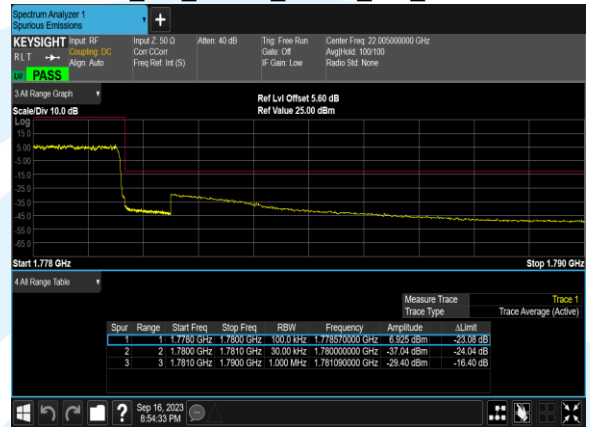 Spectrum Analyzer 1
Spurious Emissions
+
KEYSIGHT Input: RF Input Z: 50 Ω Atten: 40 dB Trig: Free Run Center Freq: 22.005000000 GHz
RLT Coupling: DC Corr CCorr Gate: Off Avg|Hold: 100/100
Align: Auto Freq Ref: Int (S) IF Gain: Low Radio Std: None
PASS
3 All Range Graph
Ref Lvl Offset 5.60 dB
Scale/Div 10.0 dB Ref Value 25.00 dBm
Log
15.0
5.00
-5.00
-15.0
-25.0
-35.0
-45.0
-55.0
-65.0
Start 1.778 GHz Stop 1.790 GHz
4 All Range Table
Measure Trace Trace 1
Trace Type Trace Average (Active)
Spur Range Start Freq Stop Freq RBW Frequency Amplitude ΔLimit
1 1 1.7780 GHz 1.7800 GHz 100.0 kHz 1.778570000 GHz 6.925 dBm -23.08 dB
2 2 1.7800 GHz 1.7810 GHz 30.00 kHz 1.780000000 GHz -37.04 dBm -24.04 dB
3 3 1.7810 GHz 1.7900 GHz 1.000 MHz 1.781090000 GHz -29.40 dBm -16.40 dB
? Sep 16, 2023
8:54:33 PM